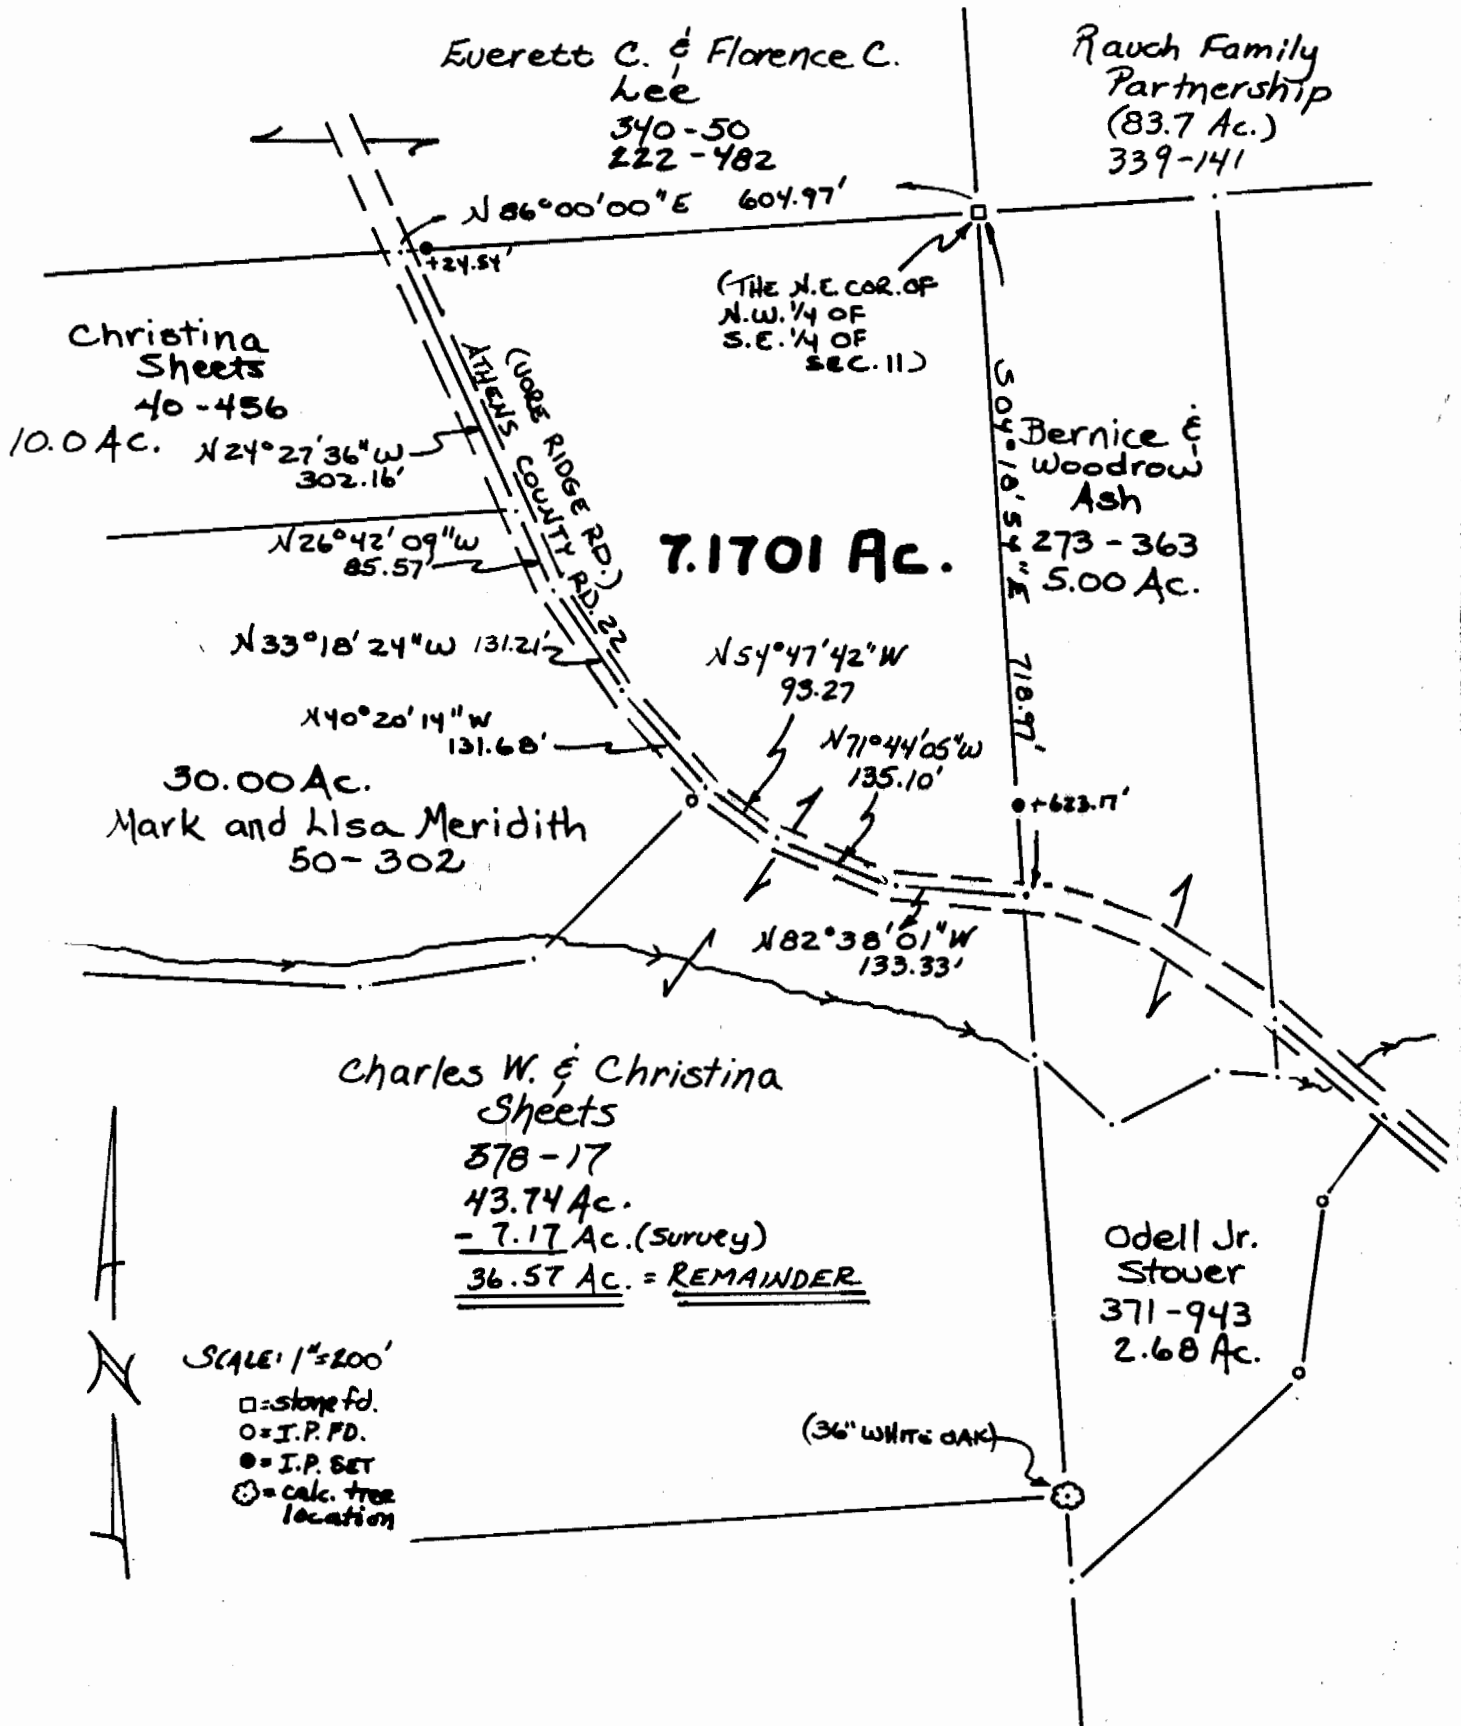 Everett C. & Florence C.
Lee
340-50
222-482
Rauch Family
Partnership
(83.7 Ac.)
339-141
N86°00'00"E 604.97'
+24.54'
(THE N.E. COR. OF
N.W. 1/4 OF
S.E. 1/4 OF
SEC. 11)
Christina
Sheets
40-456
10.0 AC.
N24°27'36"W
302.16'
(VORE RIDGE RD.)
ATHENS COUNTY RD. 22
S04°18'54"E 718.97'
Bernice &
Woodrow
Ash
273-363
5.00 Ac.
N26°42'09"W
85.57'
7.1701 Ac.
N33°18'24"W 131.21'
N54°47'42"W
93.27
N40°20'14"W
131.68'
N71°44'05"W
135.10'
30.00 Ac.
Mark and Lisa Meridith
50-302
+623.17'
N82°38'01"W
133.33'
Charles W. & Christina
Sheets
378-17
43.74 Ac.
- 7.17 Ac. (survey)
36.57 Ac. = REMAINDER
Odell Jr.
Stover
371-943
2.68 Ac.
N
SCALE: 1"=200'
□=stone fd.
○=I.P. FD.
●=I.P. SET
=calc. tree
location
(36" WHITE OAK)